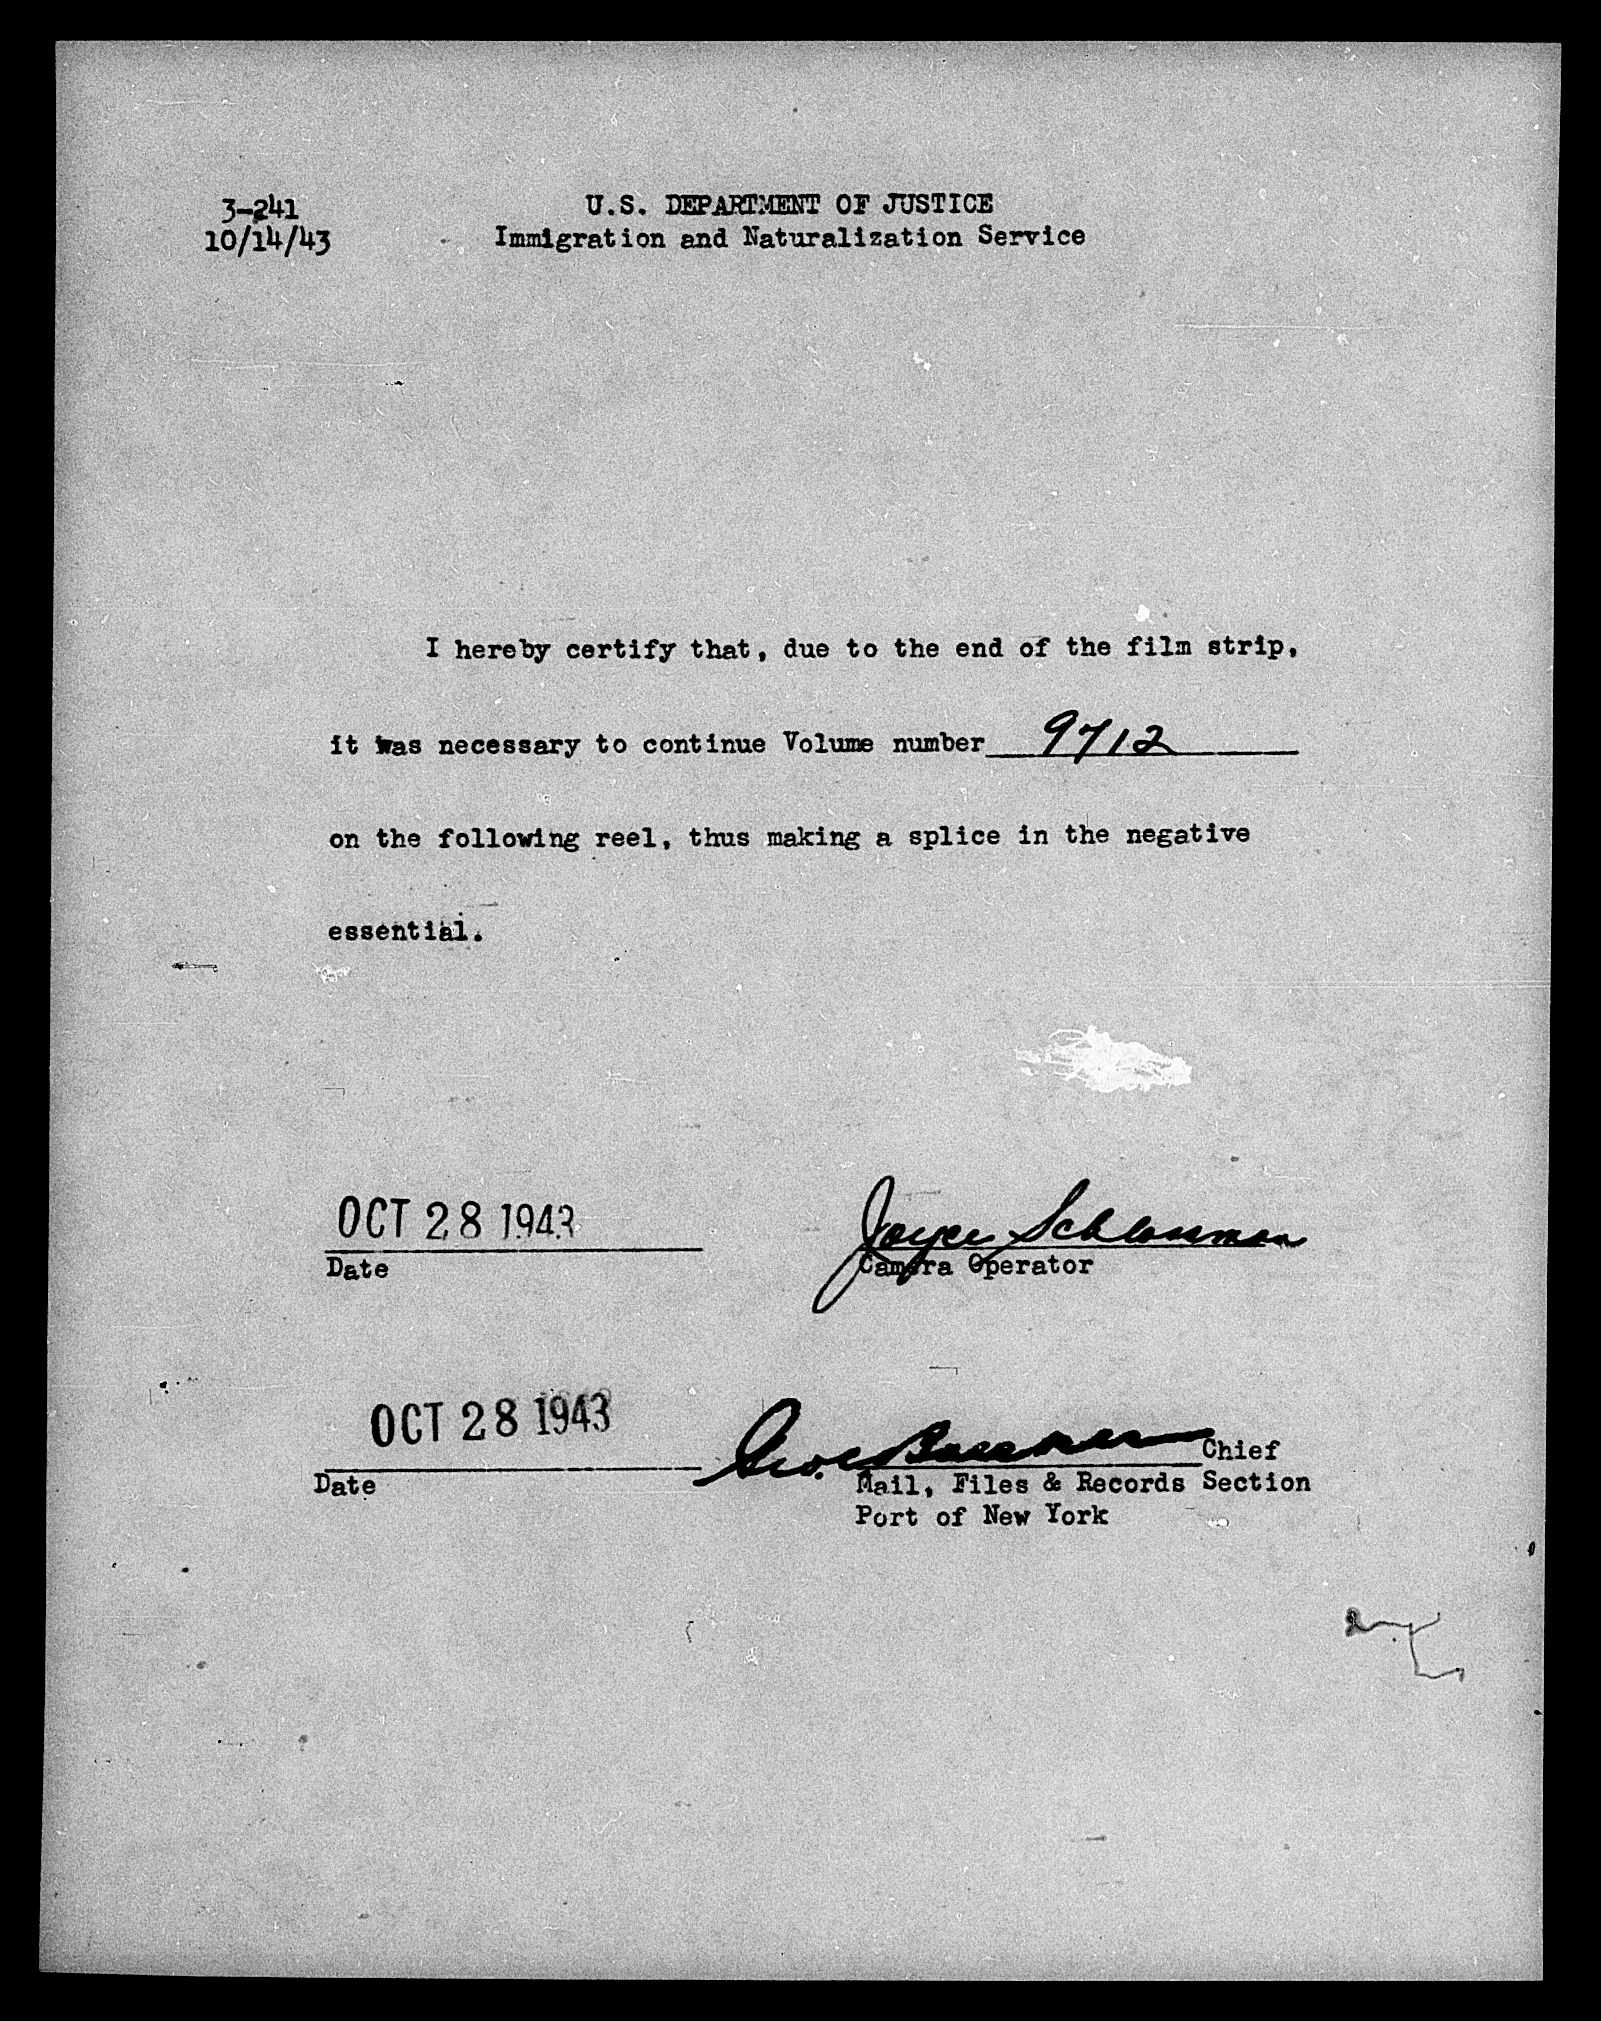 3-241
10/14/43
U.S. DEPARTMENT OF JUSTICE
Immigration and Naturalization Service
I hereby certify that, due to the end of the film strip,
it was necessary to continue Volume number 9712
on the following reel, thus making a splice in the negative
essential.
OCT 28 1943
Date
Joyce
Camera Operator
OCT 28 1943
Date
Chief
Mail, Files & Records Section
Port of New York